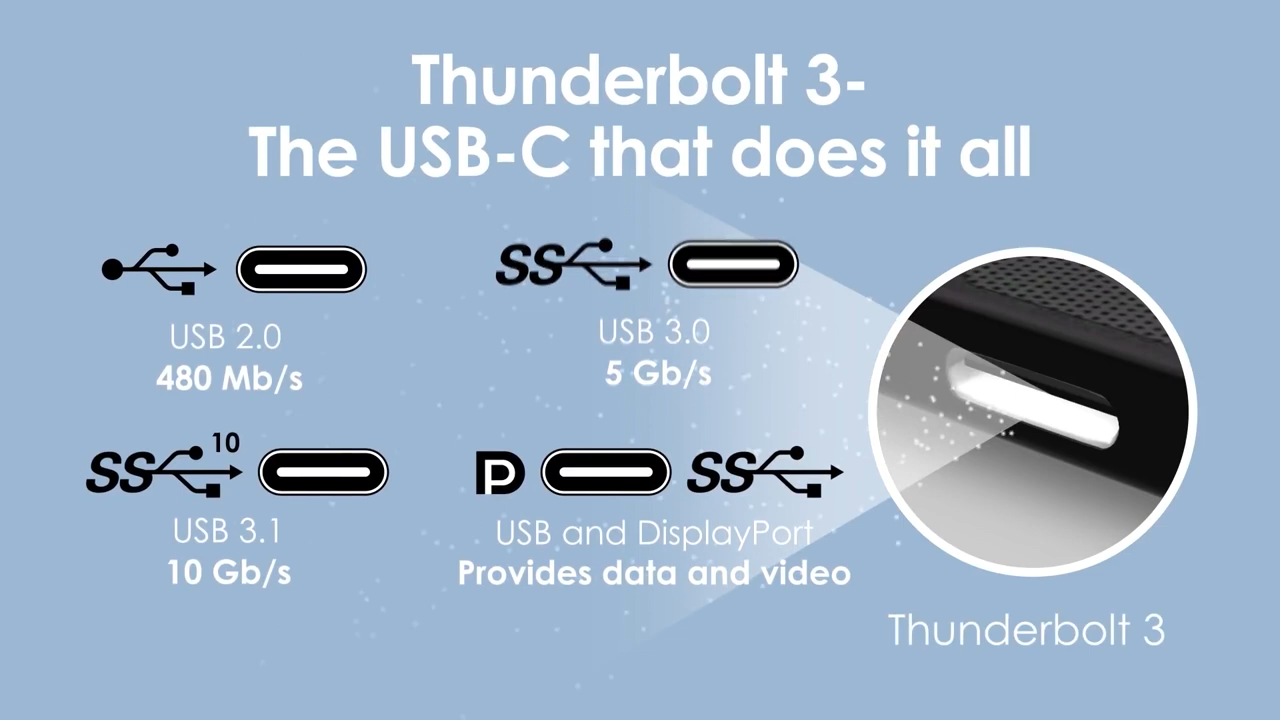 Thunderbolt 3-
The USB-C that does it all
USB 2.0
480 Mb/s
SS
USB 3.0
5 Gb/s
SS 10
USB 3.1
10 Gb/s
P SS
USB and DisplayPort
Provides data and video
Thunderbolt 3